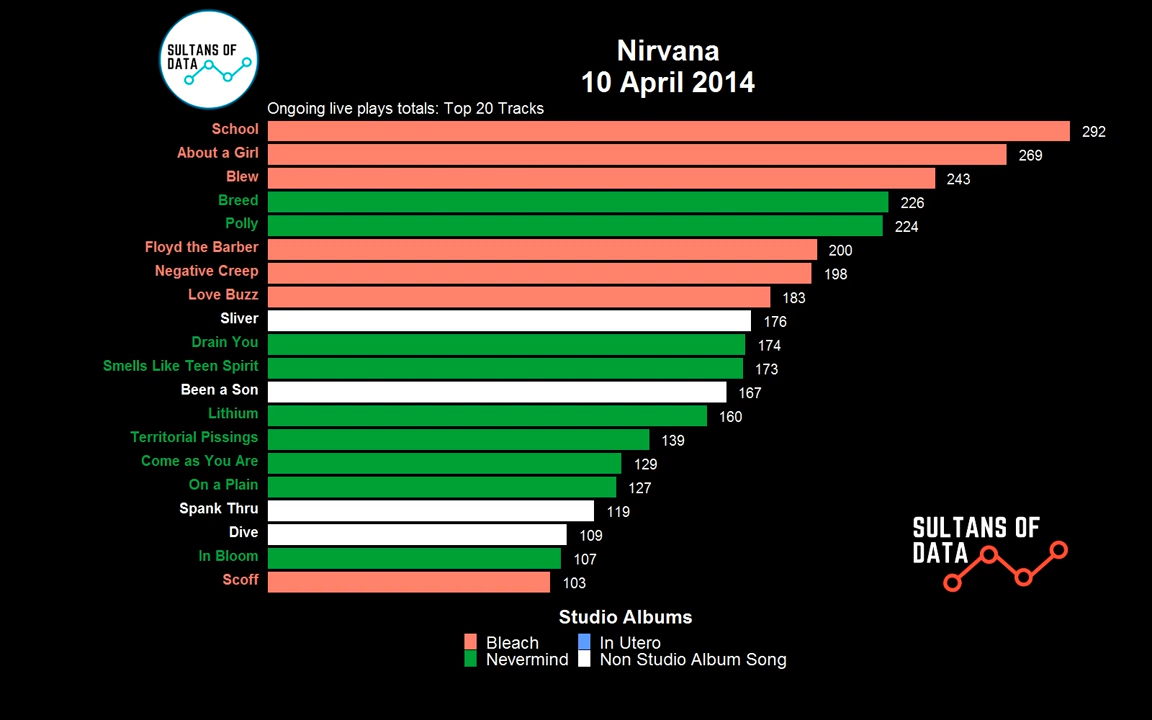 SULTANS OF
DATA
Nirvana
10 April 2014
Ongoing live plays totals: Top 20 Tracks
School 292
About a Girl 269
Blew 243
Breed 226
Polly 224
Floyd the Barber 200
Negative Creep 198
Love Buzz 183
Sliver 176
Drain You 174
Smells Like Teen Spirit 173
Been a Son 167
Lithium 160
Territorial Pissings 139
Come as You Are 129
On a Plain 127
Spank Thru 119
Dive 109
In Bloom 107
Scoff 103
SULTANS OF
DATA
Studio Albums
Bleach In Utero
Nevermind Non Studio Album Song